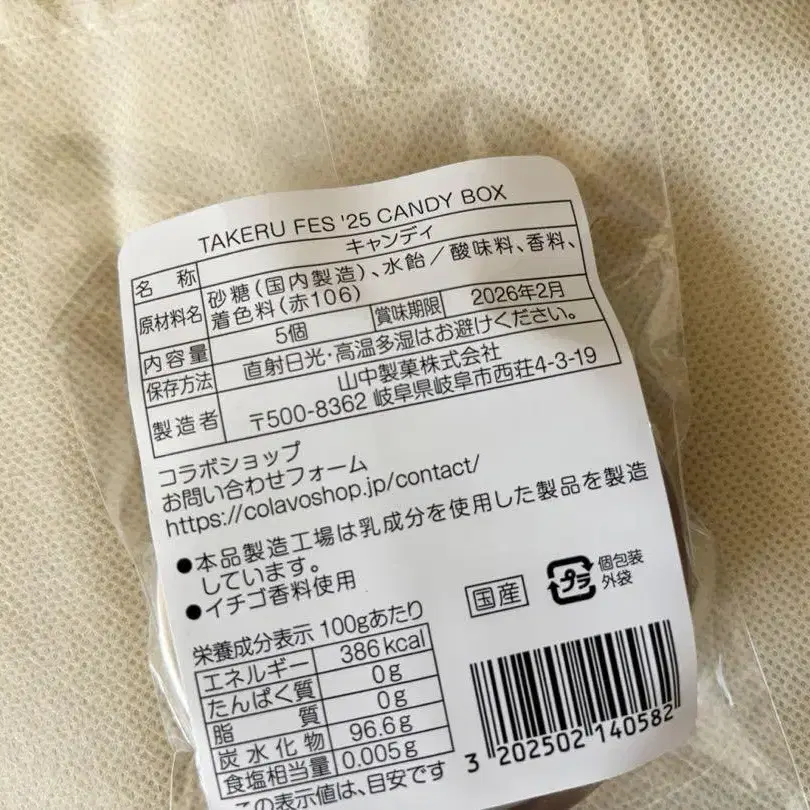 TAKERU FES '25 CANDY BOX
名称 キャンディ
原材料名 砂糖(国内製造)、水飴/酸味料、香料、
着色料(赤106)
内容量 5個 賞味期限 2026年2月
保存方法 直射日光・高温多湿はお避けください。
製造者 山中製菓株式会社
〒500-8362 岐阜県岐阜市西荘4-3-19
コラボショップ
お問い合わせフォーム
https://colavoshop.jp/contact/
●本品製造工場は乳成分を使用した製品を製造
しています。
●イチゴ香料使用
国産
プラ
個包装
外袋
栄養成分表示 100gあたり
エネルギー 386kcal
たんぱく質 0g
脂質 0g
炭水化物 96.6g
食塩相当量 0.005g
この表示値は、目安です
3 202502 140582